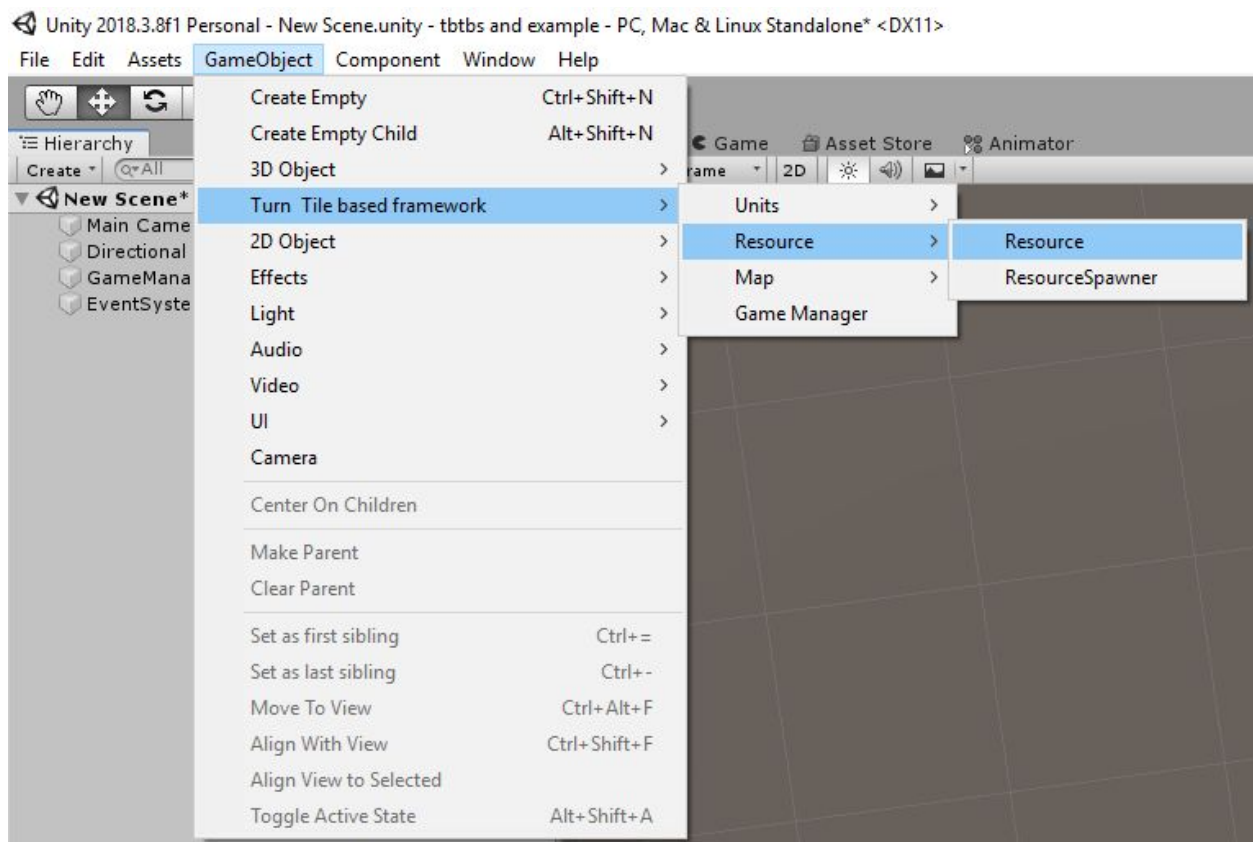 Unity 2018.3.8f1 Personal - New Scene.unity - tbtbs and example - PC, Mac & Linux Standalone* <DX11>
File Edit Assets GameObject Component Window Help
Hierarchy
Create All
New Scene*
Main Came
Directional
GameMana
EventSyste
Create Empty Ctrl+Shift+N
Create Empty Child Alt+Shift+N
3D Object
Turn Tile based framework
2D Object
Effects
Light
Audio
Video
UI
Camera
Center On Children
Make Parent
Clear Parent
Set as first sibling Ctrl+=
Set as last sibling Ctrl+-
Move To View Ctrl+Alt+F
Align With View Ctrl+Shift+F
Align View to Selected
Toggle Active State Alt+Shift+A
Game Asset Store Animator
rame 2D
Units
Resource
Map
Game Manager
Resource
ResourceSpawner